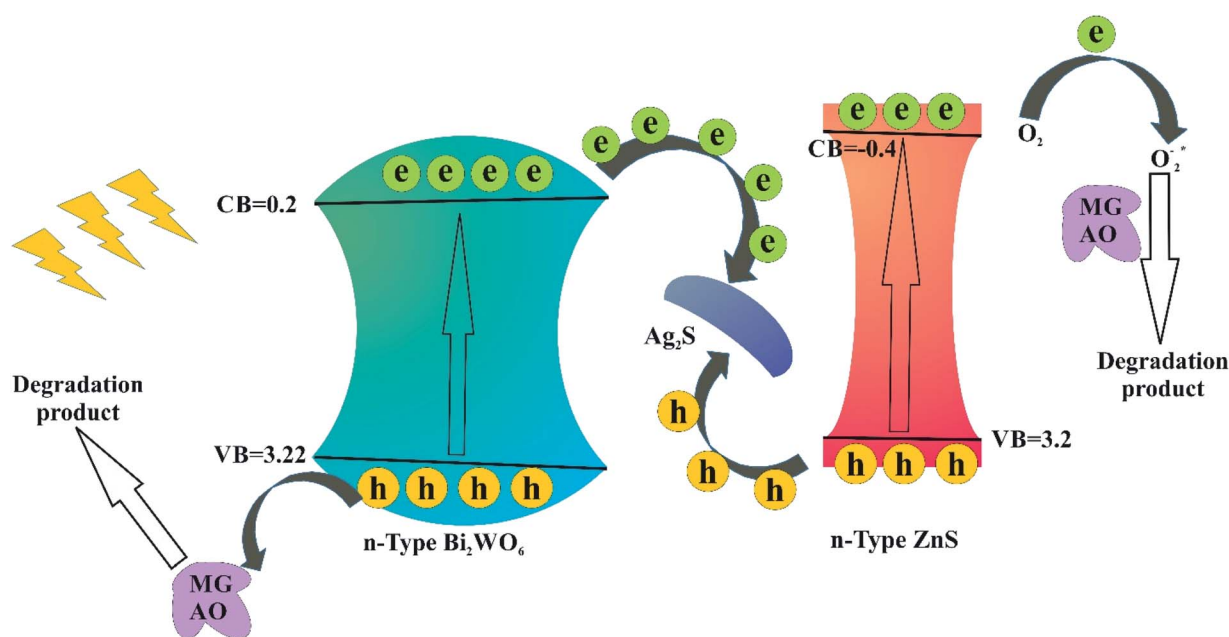 e
e e e e e
e e e
CB=-0.4
O₂
O₂⁻ *
e e e e
CB=0.2
MG
AO
Ag₂S
Degradation
product
Degradation
product
VB=3.22
h h h h
h h h
VB=3.2
h h h
n-Type Bi₂WO₆
n-Type ZnS
MG
AO